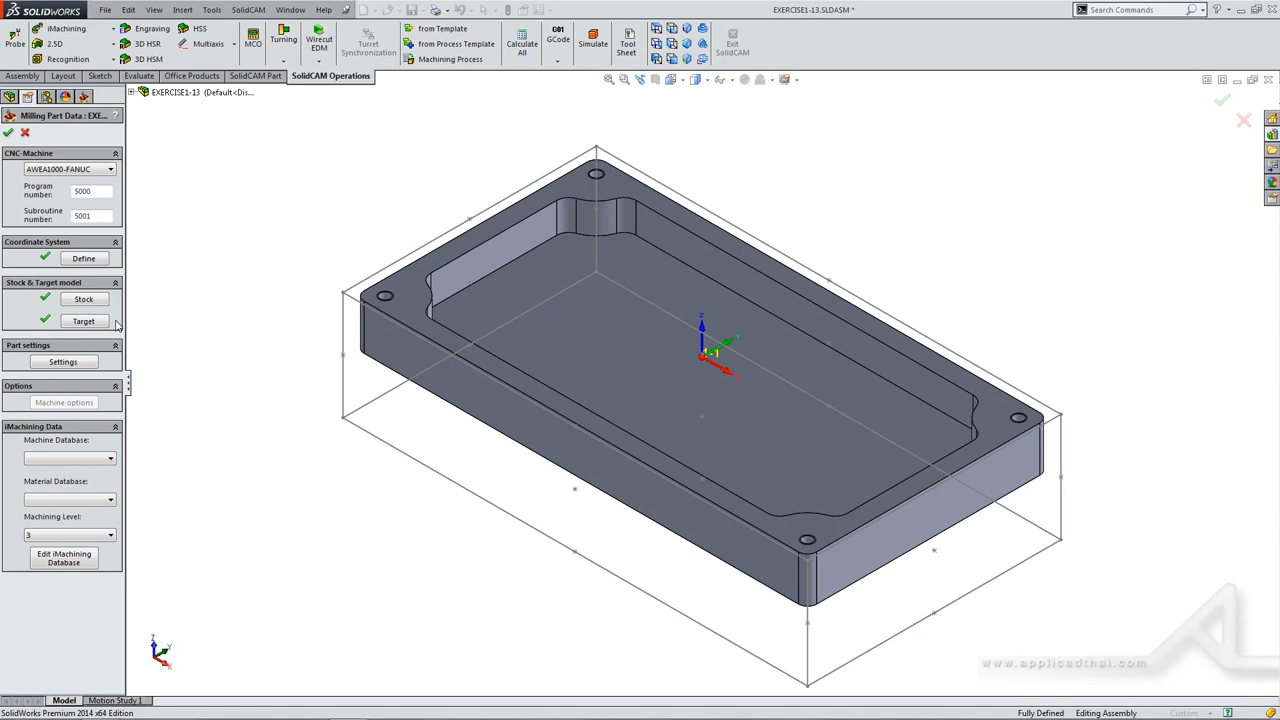 SOLIDWORKS File Edit View Insert Tools SolidCAM Window Help EXERCISE1-13.SLDASM * Search Commands
Probe
iMachining
2.5D
Recognition
Engraving
3D HSR
3D HSM
HSS
Multiaxis
MCO
Turning
Wirecut
EDM
Turret
Synchronization
from Template
from Process Template
Machining Process
Calculate
All
G01
GCode
Simulate
Tool
Sheet
Exit
SolidCAM
Assembly Layout Sketch Evaluate Office Products SolidCAM Part SolidCAM Operations
EXERCISE1-13 (Default<Dis...
Milling Part Data : EXE... ?
CNC-Machine
AWEA1000-FANUC
Program
number:
5000
Subroutine
number:
5001
Coordinate System
Define
Stock & Target model
Stock
Target
Part settings
Settings
Options
Machine options
iMachining Data
Machine Database:
Material Database:
Machining Level:
3
Edit iMachining
Database
Z
Z
Y
X
www.applicadthai.com
Model Motion Study 1
SolidWorks Premium 2014 x64 Edition Fully Defined Editing Assembly Custom